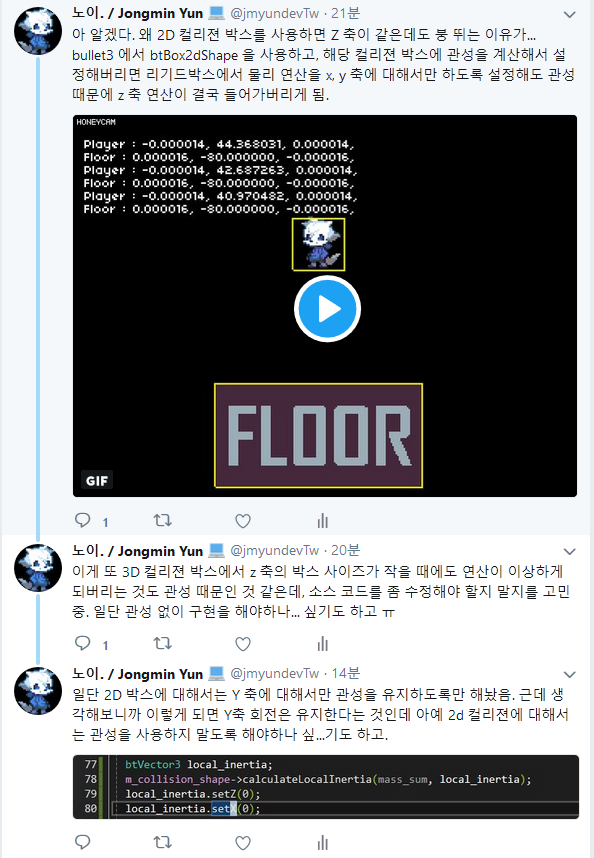 노이. / Jongmin Yun 💻 @jmyundevTw · 21분
아 알겠다. 왜 2D 컬리젼 박스를 사용하면 Z 축이 같은데도 붕 뛰는 이유가...
bullet3 에서 btBox2dShape 을 사용하고, 해당 컬리젼 박스에 관성을 계산해서 설
정해버리면 리기드박스에서 물리 연산을 x, y 축에 대해서만 하도록 설정해도 관성
때문에 z 축 연산이 결국 들어가버리게 됨.
HONEYCAM
Player : -0.000014, 44.368031, 0.000014,
Floor : 0.000016, -80.000000, -0.000016,
Player : -0.000014, 42.687263, 0.000014,
Floor : 0.000016, -80.000000, -0.000016,
Player : -0.000014, 40.970482, 0.000014,
Floor : 0.000016, -80.000000, -0.000016,
FLOOR
GIF
1
노이. / Jongmin Yun 💻 @jmyundevTw · 20분
이게 또 3D 컬리젼 박스에서 z 축의 박스 사이즈가 작을 때에도 연산이 이상하게
되버리는 것도 관성 때문인 것 같은데, 소스 코드를 좀 수정해야 할지 말지를 고민
중. 일단 관성 없이 구현을 해야하나... 싶기도 하고 ㅠ
1
노이. / Jongmin Yun 💻 @jmyundevTw · 14분
일단 2D 박스에 대해서는 Y 축에 대해서만 관성을 유지하도록만 해놨음. 근데 생
각해보니까 이렇게 되면 Y축 회전은 유지한다는 것인데 아예 2d 컬리젼에 대해서
는 관성을 사용하지 말도록 해야하나 싶...기도 하고.
77 btVector3 local_inertia;
78 m_collision_shape->calculateLocalInertia(mass_sum, local_inertia);
79 local_inertia.setZ(0);
80 local_inertia.setX(0);